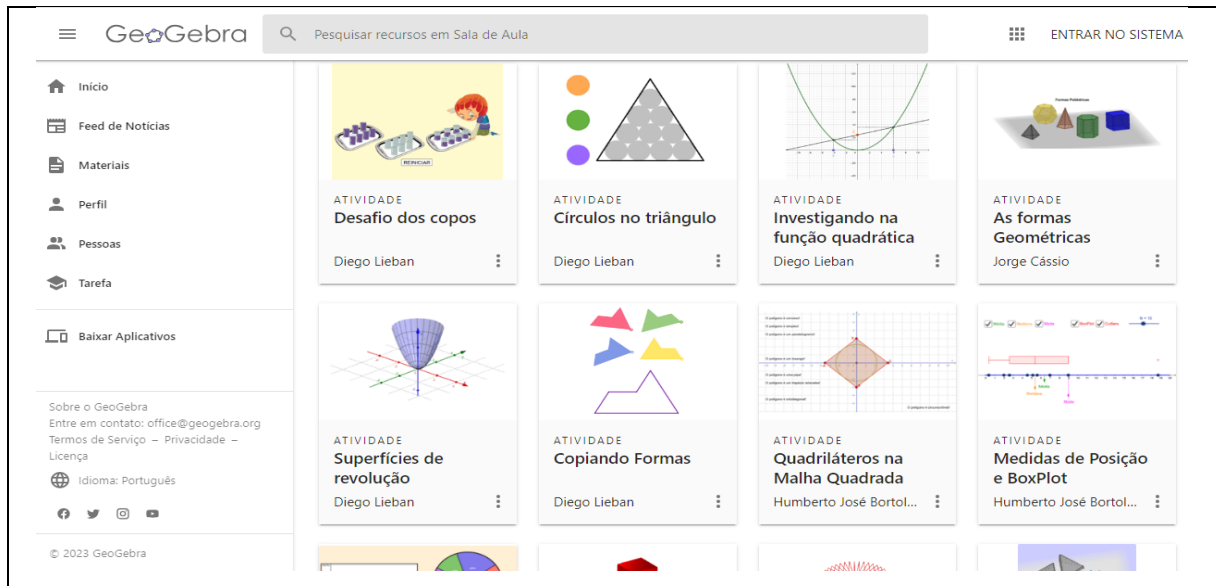 GeoGebra
Pesquisar recursos em Sala de Aula
ENTRAR NO SISTEMA
Início
Feed de Notícias
Materiais
Perfil
Pessoas
Tarefa
Baixar Aplicativos
Sobre o GeoGebra
Entre em contato: office@geogebra.org
Termos de Serviço – Privacidade –
Licença
Idioma: Português
© 2023 GeoGebra
REINICIAR
ATIVIDADE
Desafio dos copos
Diego Lieban
ATIVIDADE
Círculos no triângulo
Diego Lieban
ATIVIDADE
Investigando na
função quadrática
Diego Lieban
Formas Poliédricas
ATIVIDADE
As formas
Geométricas
Jorge Cássio
ATIVIDADE
Superfícies de
revolução
Diego Lieban
ATIVIDADE
Copiando Formas
Diego Lieban
ATIVIDADE
Quadriláteros na
Malha Quadrada
Humberto José Bortol...
ATIVIDADE
Medidas de Posição
e BoxPlot
Humberto José Bortol...